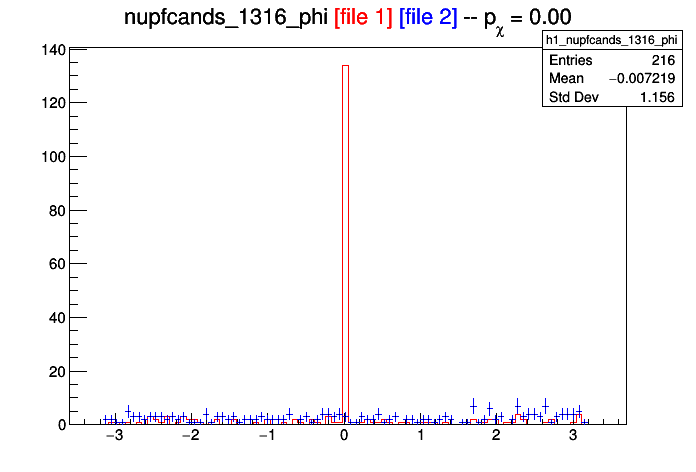 nupfcands_1316_phi [file 1] [file 2] -- pχ = 0.00
h1_nupfcands_1316_phi
Entries 216
Mean −0.007219
Std Dev 1.156
140
120
100
80
60
40
20
0
−3 −2 −1 0 1 2 3